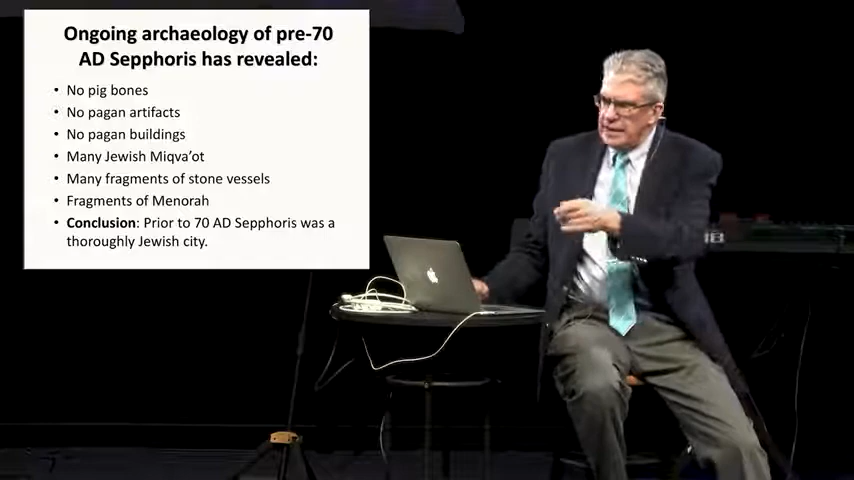 Ongoing archaeology of pre-70
AD Sepphoris has revealed:
• No pig bones
• No pagan artifacts
• No pagan buildings
• Many Jewish Miqva'ot
• Many fragments of stone vessels
• Fragments of Menorah
• Conclusion: Prior to 70 AD Sepphoris was a
thoroughly Jewish city.